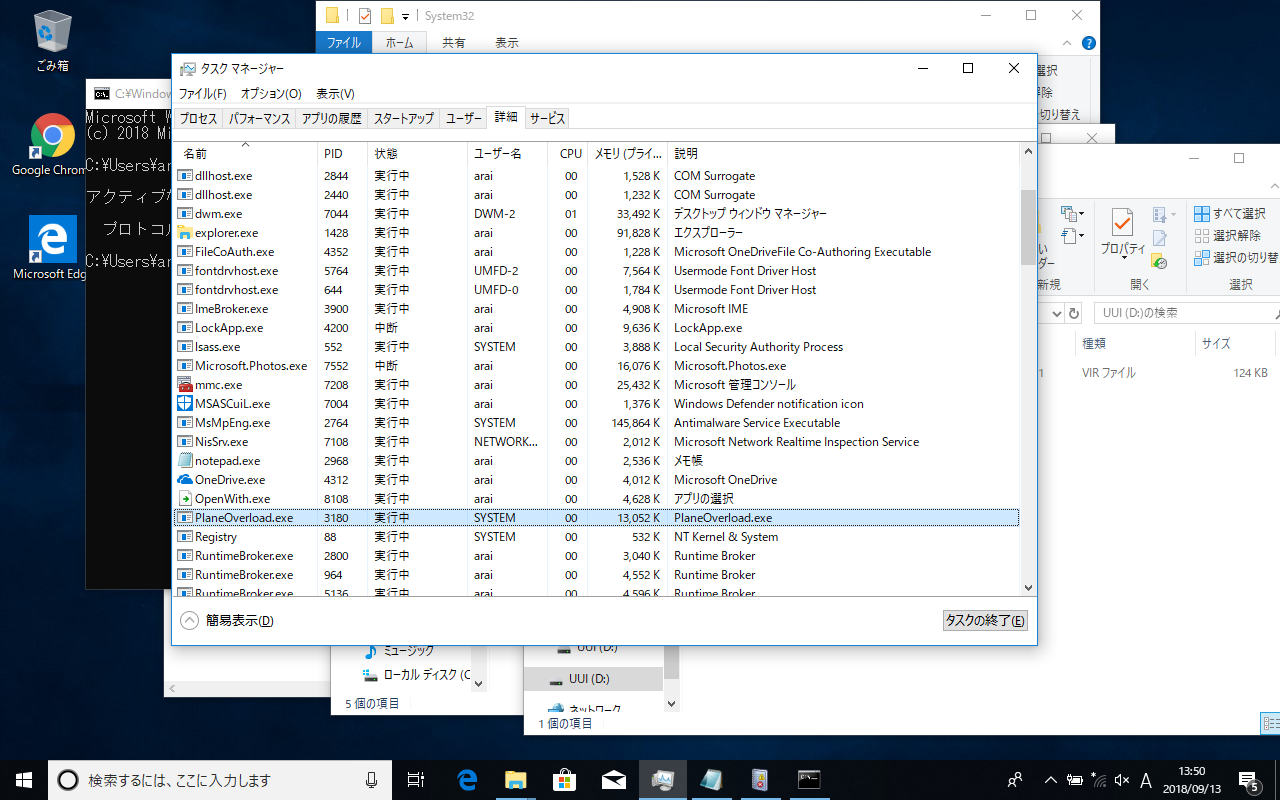 ごみ箱
Google Chrom
Microsoft Edg
System32
ファイル
ホーム
共有
表示
選択
切り替え
C:¥Window
Microsoft W
(c) 2018 Mi
C:¥Users¥ar
アクティブな
プロトコル
C:¥Users¥ar
タスク マネージャー
ファイル(F) オプション(O) 表示(V)
プロセス パフォーマンス アプリの履歴 スタートアップ ユーザー 詳細 サービス
名前 PID 状態 ユーザー名 CPU メモリ (プライ... 説明
dllhost.exe 2844 実行中 arai 00 1,528 K COM Surrogate
dllhost.exe 2440 実行中 arai 00 1,232 K COM Surrogate
dwm.exe 7044 実行中 DWM-2 01 33,492 K デスクトップ ウィンドウ マネージャー
explorer.exe 1428 実行中 arai 00 91,828 K エクスプローラー
FileCoAuth.exe 4352 実行中 arai 00 1,228 K Microsoft OneDriveFile Co-Authoring Executable
fontdrvhost.exe 5764 実行中 UMFD-2 00 7,564 K Usermode Font Driver Host
fontdrvhost.exe 644 実行中 UMFD-0 00 1,784 K Usermode Font Driver Host
ImeBroker.exe 3900 実行中 arai 00 4,908 K Microsoft IME
LockApp.exe 4200 中断 arai 00 9,636 K LockApp.exe
lsass.exe 552 実行中 SYSTEM 00 3,888 K Local Security Authority Process
Microsoft.Photos.exe 7552 中断 arai 00 16,076 K Microsoft.Photos.exe
mmc.exe 7208 実行中 arai 00 25,432 K Microsoft 管理コンソール
MSASCuiL.exe 7004 実行中 arai 00 1,376 K Windows Defender notification icon
MsMpEng.exe 2764 実行中 SYSTEM 00 145,864 K Antimalware Service Executable
NisSrv.exe 7108 実行中 NETWORK... 00 2,012 K Microsoft Network Realtime Inspection Service
notepad.exe 2968 実行中 arai 00 2,536 K メモ帳
OneDrive.exe 4312 実行中 arai 00 4,012 K Microsoft OneDrive
OpenWith.exe 8108 実行中 arai 00 4,628 K アプリの選択
PlaneOverload.exe 3180 実行中 SYSTEM 00 13,052 K PlaneOverload.exe
Registry 88 実行中 SYSTEM 00 532 K NT Kernel & System
RuntimeBroker.exe 2800 実行中 arai 00 3,040 K Runtime Broker
RuntimeBroker.exe 964 実行中 arai 00 4,552 K Runtime Broker
RuntimeBroker.exe 5136 実行中 arai 00 4,596 K Runtime Broker
簡易表示(D)
タスクの終了(E)
プロパティ
開く
すべて選択
選択解除
選択の切り替
選択
新規
UUI (D:)の検索
種類 サイズ
VIR ファイル 124 KB
ミュージック
ローカル ディスク (C
5 個の項目
UUI (D:)
UUI (D:)
ネットワーク
1 個の項目
検索するには、ここに入力します
A
13:50
2018/09/13
5